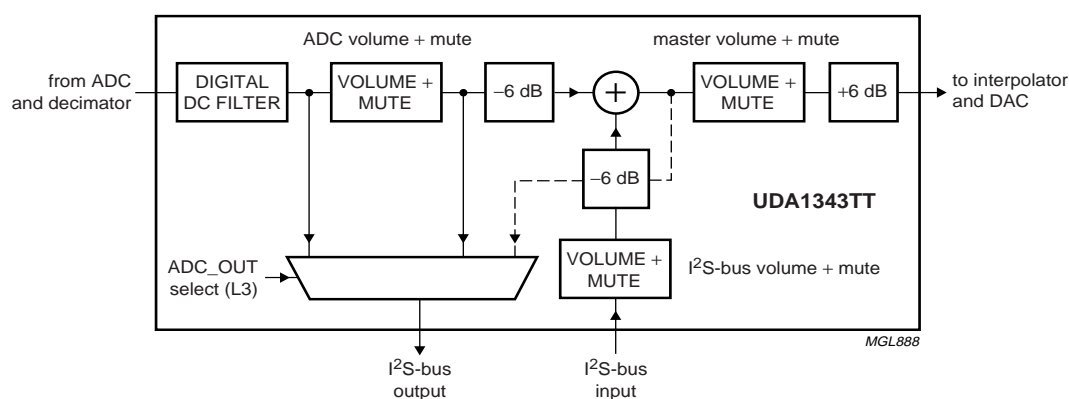 ADC volume + mute
master volume + mute
from ADC
and decimator
DIGITAL
DC FILTER
VOLUME +
MUTE
–6 dB
+
VOLUME +
MUTE
+6 dB
to interpolator
and DAC
–6 dB
UDA1343TT
ADC_OUT
select (L3)
VOLUME +
MUTE
I2S-bus volume + mute
MGL888
I2S-bus
output
I2S-bus
input